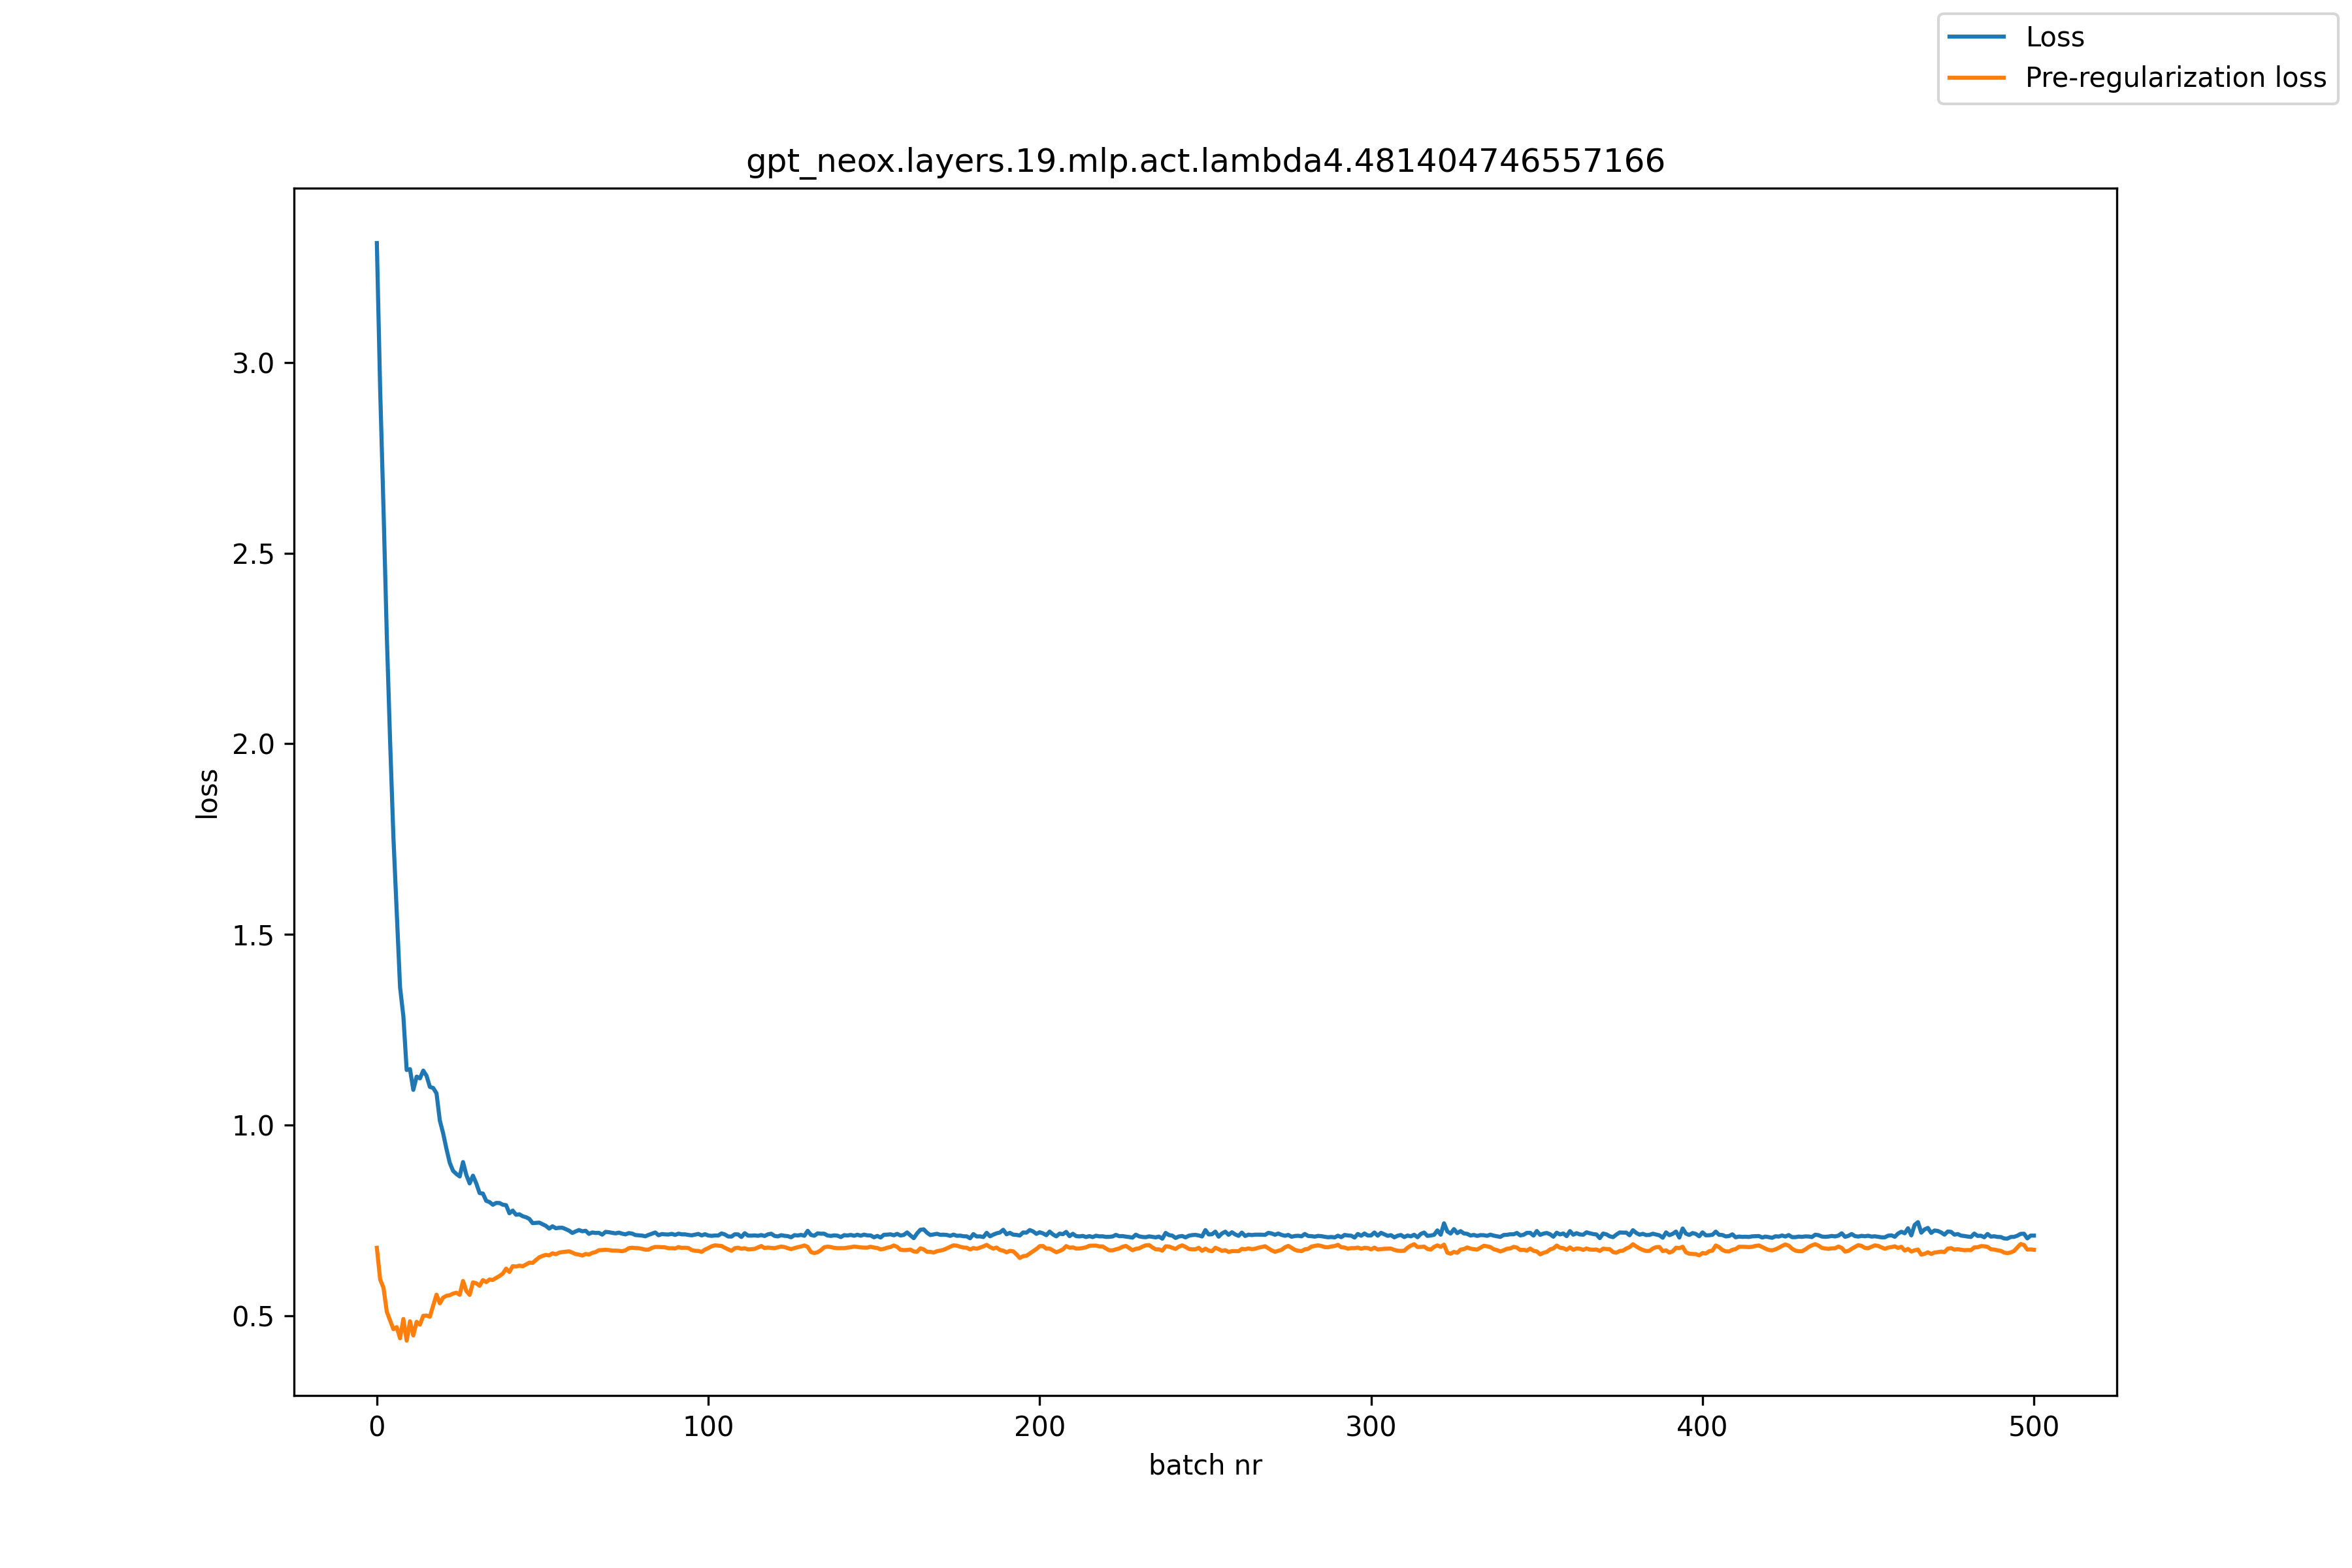 Loss
Pre-regularization loss
gpt_neox.layers.19.mlp.act.lambda4.481404746557166
3.0
2.5
2.0
1.5
1.0
0.5
loss
0 100 200 300 400 500
batch nr